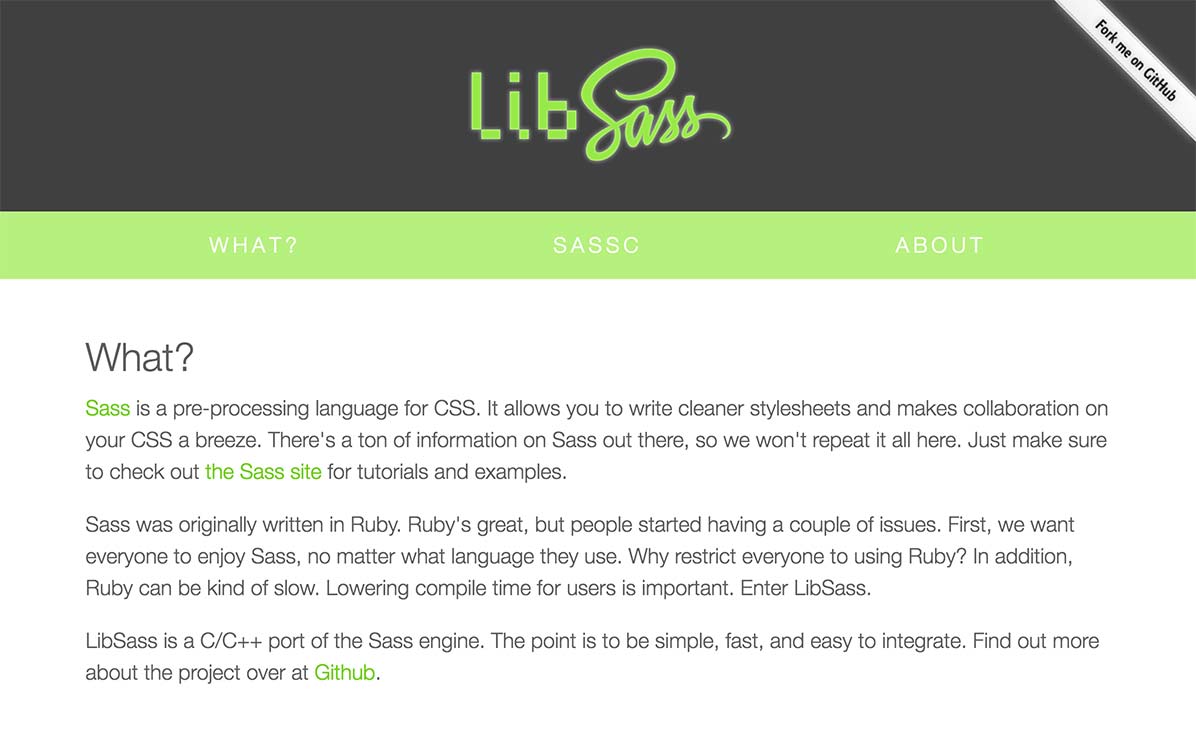 LibSass
Fork me on GitHub
WHAT?
SASSC
ABOUT
What?
Sass is a pre-processing language for CSS. It allows you to write cleaner stylesheets and makes collaboration on
your CSS a breeze. There's a ton of information on Sass out there, so we won't repeat it all here. Just make sure
to check out the Sass site for tutorials and examples.
Sass was originally written in Ruby. Ruby's great, but people started having a couple of issues. First, we want
everyone to enjoy Sass, no matter what language they use. Why restrict everyone to using Ruby? In addition,
Ruby can be kind of slow. Lowering compile time for users is important. Enter LibSass.
LibSass is a C/C++ port of the Sass engine. The point is to be simple, fast, and easy to integrate. Find out more
about the project over at Github.